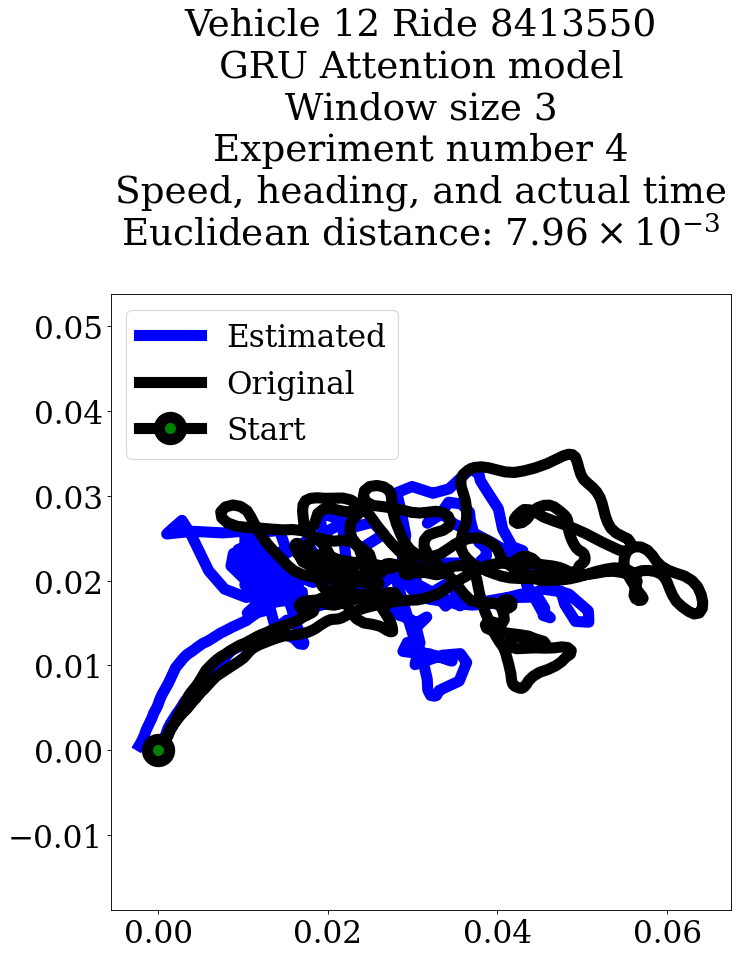 Vehicle 12 Ride 8413550
GRU Attention model
Window size 3
Experiment number 4
Speed, heading, and actual time
Euclidean distance: 7.96 × 10⁻³
Estimated
Original
Start
0.05
0.04
0.03
0.02
0.01
0.00
−0.01
0.00 0.02 0.04 0.06